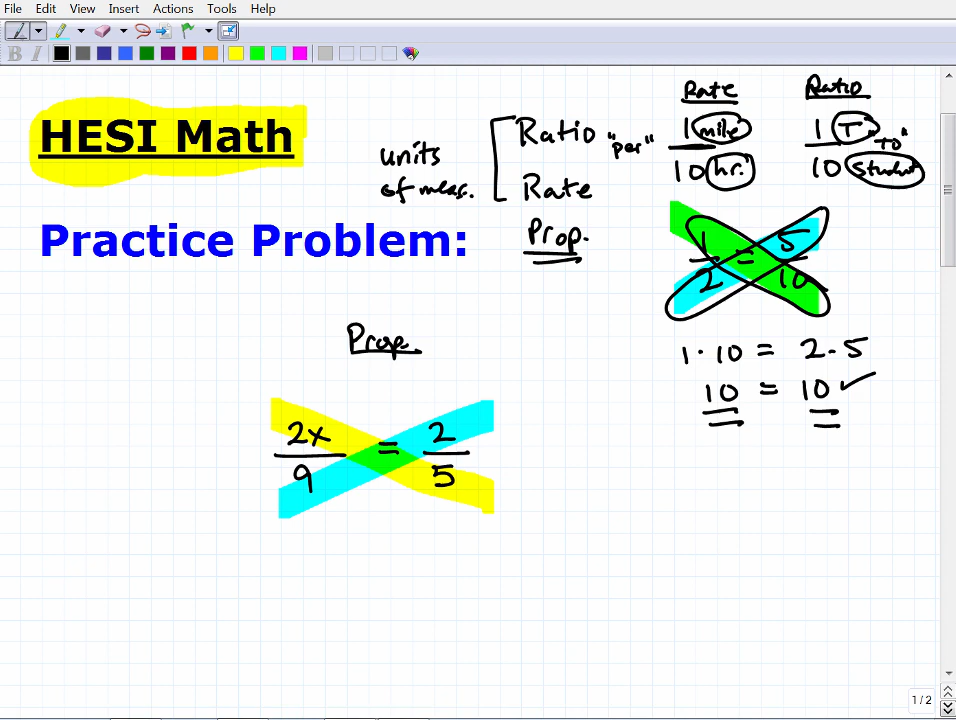 File Edit View Insert Actions Tools Help
B I
HESI Math
Practice Problem:
units
of meas.
Ratio
Rate
"per"
Prop.
Rate
1 mile
10 hr.
Ratio
1 T
"TO"
10 Student
1/2 = 5/10
1 · 10 = 2 · 5
10 = 10 ✓
Prop.
2x/9 = 2/5
1/2